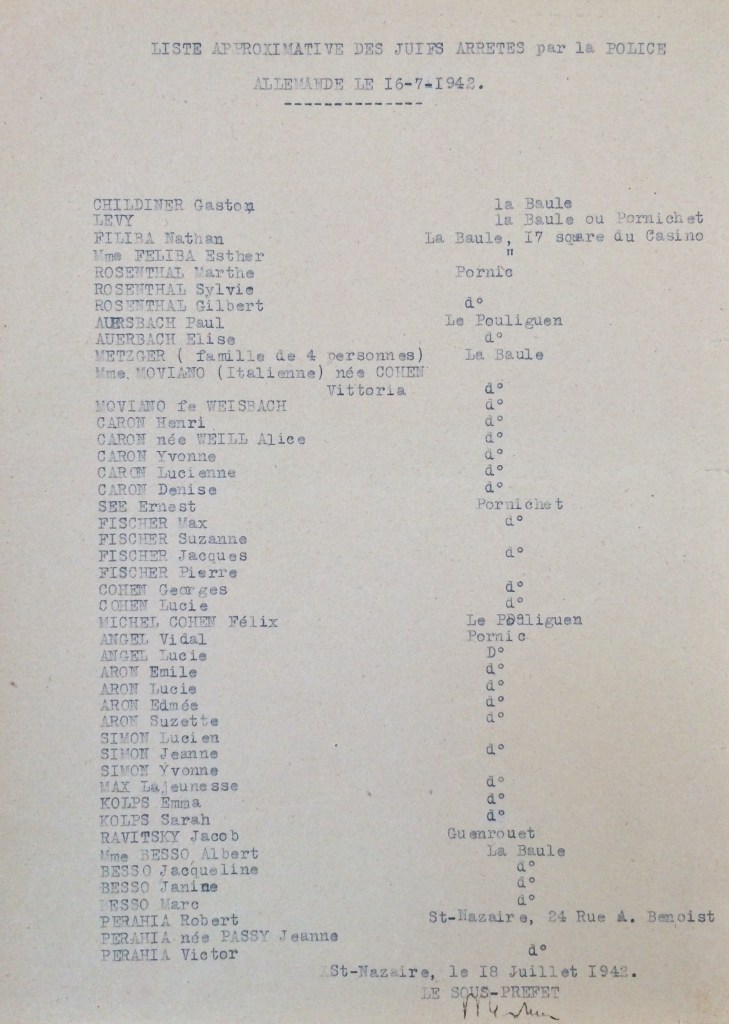 LISTE APPROXIMATIVE DES JUIFS ARRETES par la POLICE
ALLEMANDE LE 16-7-1942.
--------------
CHILDINER Gaston la Baule
LEVY la Baule ou Pornichet
FILIBA Nathan La Baule, 17 square du Casino
Mme FELIBA Esther "
ROSENTHAL Marthe Pornic
ROSENTHAL Sylvie
ROSENTHAL Gilbert d°
AUERSBACH Paul Le Pouliguen
AUERBACH Elise d°
METZGER ( famille de 4 personnes) La Baule
Mme. MOVIANO (Italienne) née COHEN
Vittoria d°
MOVIANO fe WEISBACH d°
CARON Henri d°
CARON née WEILL Alice d°
CARON Yvonne d°
CARON Lucienne d°
CARON Denise d°
SEE Ernest Pornichet
FISCHER Max d°
FISCHER Suzanne
FISCHER Jacques d°
FISCHER Pierre
COHEN Georges d°
COHEN Lucie d°
MICHEL COHEN Félix Le Pouliguen
ANGEL Vidal Pornic
ANGEL Lucie D°
ARON Emile d°
ARON Lucie d°
ARON Edmée d°
ARON Suzette d°
SIMON Lucien
SIMON Jeanne d°
SIMON Yvonne
MAX Lajeunesse d°
KOLPS Emma d°
KOLPS Sarah d°
RAVITSKY Jacob Guenrouet
Mme BESSO Albert La Baule
BESSO Jacqueline d°
BESSO Janine d°
BESSO Marc d°
PERAHIA Robert St-Nazaire, 24 Rue A. Benoist
PERAHIA née PASSY Jeanne
PERAHIA Victor d°
St-Nazaire, le 18 Juillet 1942.
LE SOUS-PREFET